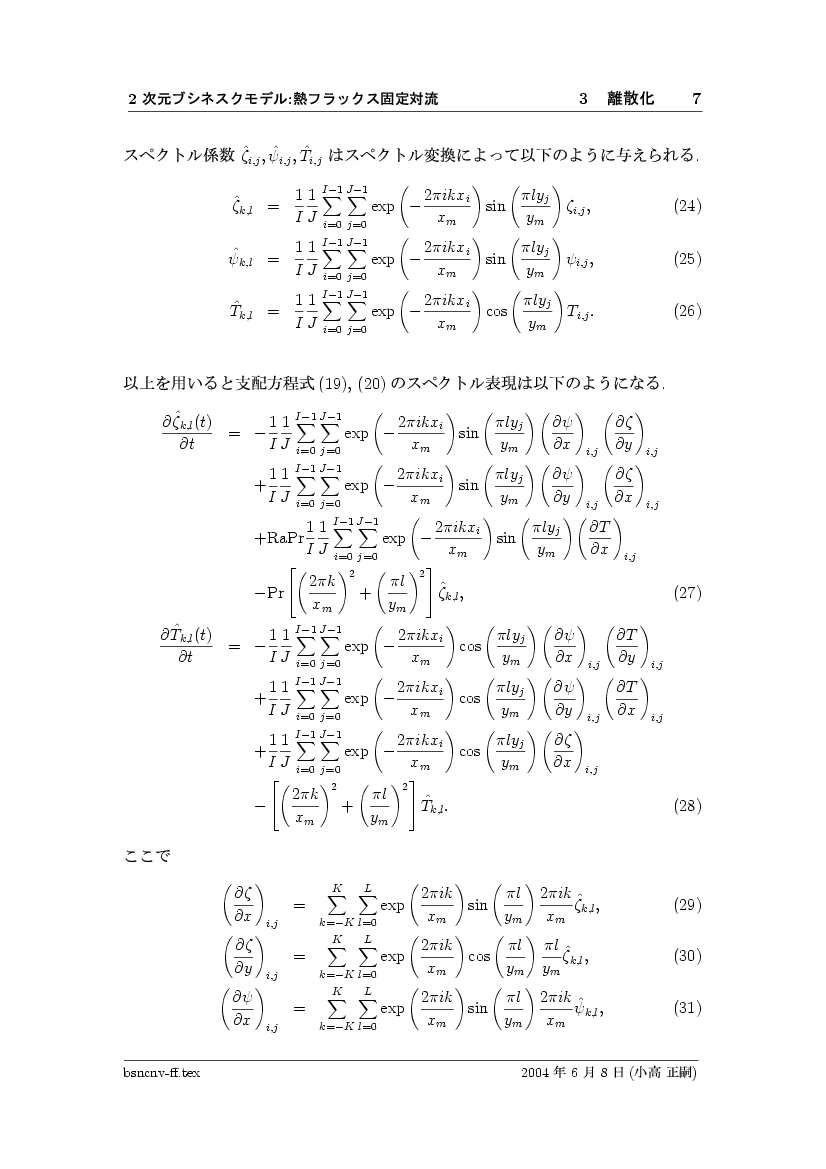 2 次元ブシネスクモデル:熱フラックス固定対流 3 離散化 7
スペクトル係数 $\hat{\zeta}_{i,j}, \hat{\psi}_{i,j}, \hat{T}_{i,j}$ はスペクトル変換によって以下のように与えられる.
$\hat{\zeta}_{k,l} = \frac{1}{I}\frac{1}{J}\sum_{i=0}^{I-1}\sum_{j=0}^{J-1}\exp\left(-\frac{2\pi ikx_i}{x_m}\right)\sin\left(\frac{\pi ly_j}{y_m}\right)\zeta_{i,j},$ (24)
$\hat{\psi}_{k,l} = \frac{1}{I}\frac{1}{J}\sum_{i=0}^{I-1}\sum_{j=0}^{J-1}\exp\left(-\frac{2\pi ikx_i}{x_m}\right)\sin\left(\frac{\pi ly_j}{y_m}\right)\psi_{i,j},$ (25)
$\hat{T}_{k,l} = \frac{1}{I}\frac{1}{J}\sum_{i=0}^{I-1}\sum_{j=0}^{J-1}\exp\left(-\frac{2\pi ikx_i}{x_m}\right)\cos\left(\frac{\pi ly_j}{y_m}\right)T_{i,j}.$ (26)
以上を用いると支配方程式 (19), (20) のスペクトル表現は以下のようになる.
$\frac{\partial\hat{\zeta}_{k,l}(t)}{\partial t} = -\frac{1}{I}\frac{1}{J}\sum_{i=0}^{I-1}\sum_{j=0}^{J-1}\exp\left(-\frac{2\pi ikx_i}{x_m}\right)\sin\left(\frac{\pi ly_j}{y_m}\right)\left(\frac{\partial\psi}{\partial x}\right)_{i,j}\left(\frac{\partial\zeta}{\partial y}\right)_{i,j}$
$+\frac{1}{I}\frac{1}{J}\sum_{i=0}^{I-1}\sum_{j=0}^{J-1}\exp\left(-\frac{2\pi ikx_i}{x_m}\right)\sin\left(\frac{\pi ly_j}{y_m}\right)\left(\frac{\partial\psi}{\partial y}\right)_{i,j}\left(\frac{\partial\zeta}{\partial x}\right)_{i,j}$
$+\mathrm{RaPr}\frac{1}{I}\frac{1}{J}\sum_{i=0}^{I-1}\sum_{j=0}^{J-1}\exp\left(-\frac{2\pi ikx_i}{x_m}\right)\sin\left(\frac{\pi ly_j}{y_m}\right)\left(\frac{\partial T}{\partial x}\right)_{i,j}$
$-\mathrm{Pr}\left[\left(\frac{2\pi k}{x_m}\right)^2+\left(\frac{\pi l}{y_m}\right)^2\right]\hat{\zeta}_{k,l},$ (27)
$\frac{\partial\hat{T}_{k,l}(t)}{\partial t} = -\frac{1}{I}\frac{1}{J}\sum_{i=0}^{I-1}\sum_{j=0}^{J-1}\exp\left(-\frac{2\pi ikx_i}{x_m}\right)\cos\left(\frac{\pi ly_j}{y_m}\right)\left(\frac{\partial\psi}{\partial x}\right)_{i,j}\left(\frac{\partial T}{\partial y}\right)_{i,j}$
$+\frac{1}{I}\frac{1}{J}\sum_{i=0}^{I-1}\sum_{j=0}^{J-1}\exp\left(-\frac{2\pi ikx_i}{x_m}\right)\cos\left(\frac{\pi ly_j}{y_m}\right)\left(\frac{\partial\psi}{\partial y}\right)_{i,j}\left(\frac{\partial T}{\partial x}\right)_{i,j}$
$+\frac{1}{I}\frac{1}{J}\sum_{i=0}^{I-1}\sum_{j=0}^{J-1}\exp\left(-\frac{2\pi ikx_i}{x_m}\right)\cos\left(\frac{\pi ly_j}{y_m}\right)\left(\frac{\partial\zeta}{\partial x}\right)_{i,j}$
$-\left[\left(\frac{2\pi k}{x_m}\right)^2+\left(\frac{\pi l}{y_m}\right)^2\right]\hat{T}_{k,l}.$ (28)
ここで
$\left(\frac{\partial\zeta}{\partial x}\right)_{i,j} = \sum_{k=-K}^{K}\sum_{l=0}^{L}\exp\left(\frac{2\pi ik}{x_m}\right)\sin\left(\frac{\pi l}{y_m}\right)\frac{2\pi ik}{x_m}\hat{\zeta}_{k,l},$ (29)
$\left(\frac{\partial\zeta}{\partial y}\right)_{i,j} = \sum_{k=-K}^{K}\sum_{l=0}^{L}\exp\left(\frac{2\pi ik}{x_m}\right)\cos\left(\frac{\pi l}{y_m}\right)\frac{\pi l}{y_m}\hat{\zeta}_{k,l},$ (30)
$\left(\frac{\partial\psi}{\partial x}\right)_{i,j} = \sum_{k=-K}^{K}\sum_{l=0}^{L}\exp\left(\frac{2\pi ik}{x_m}\right)\sin\left(\frac{\pi l}{y_m}\right)\frac{2\pi ik}{x_m}\hat{\psi}_{k,l},$ (31)
bsncnv-ff.tex 2004 年 6 月 8 日 (小高 正嗣)